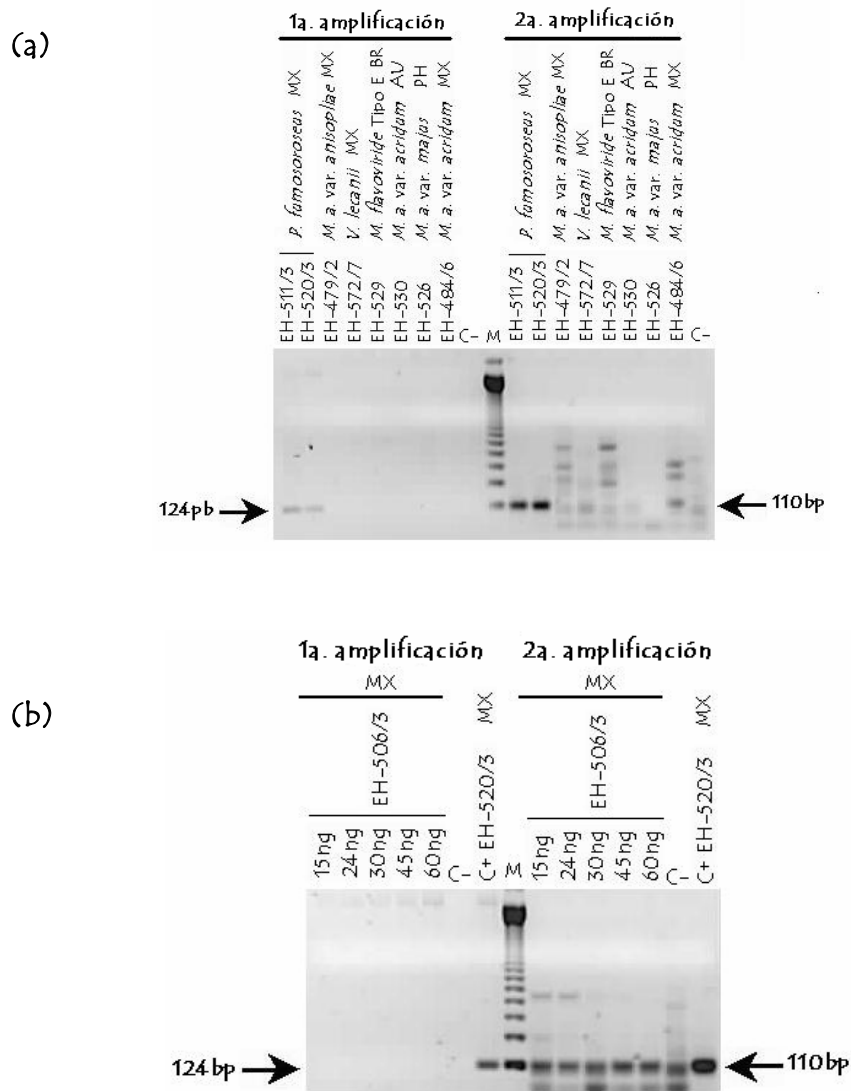 (a)
1a. amplificación
2a. amplificación
P. fumosoroseus MX
M. a. var. anisopliae MX
V. lecanii MX
M. flavoviride Tipo E BR
M. a. var. acridum AU
M. a. var. majus PH
M. a. var. acridum MX
P. fumosoroseus MX
M. a. var. anisopliae MX
V. lecanii MX
M. flavoviride Tipo E BR
M. a. var. acridum AU
M. a. var. majus PH
M. a. var. acridum MX
EH-511/3
EH-520/3
EH-479/2
EH-572/7
EH-529
EH-530
EH-526
EH-484/6
C-
M
EH-511/3
EH-520/3
EH-479/2
EH-572/7
EH-529
EH-530
EH-526
EH-484/6
C-
124pb
110bp
(b)
1a. amplificación
2a. amplificación
MX
MX
EH-506/3
EH-506/3
15ng
24ng
30ng
45ng
60ng
C-
C+ EH-520/3 MX
M
15ng
24ng
30ng
45ng
60ng
C-
C+ EH-520/3 MX
124bp
110bp